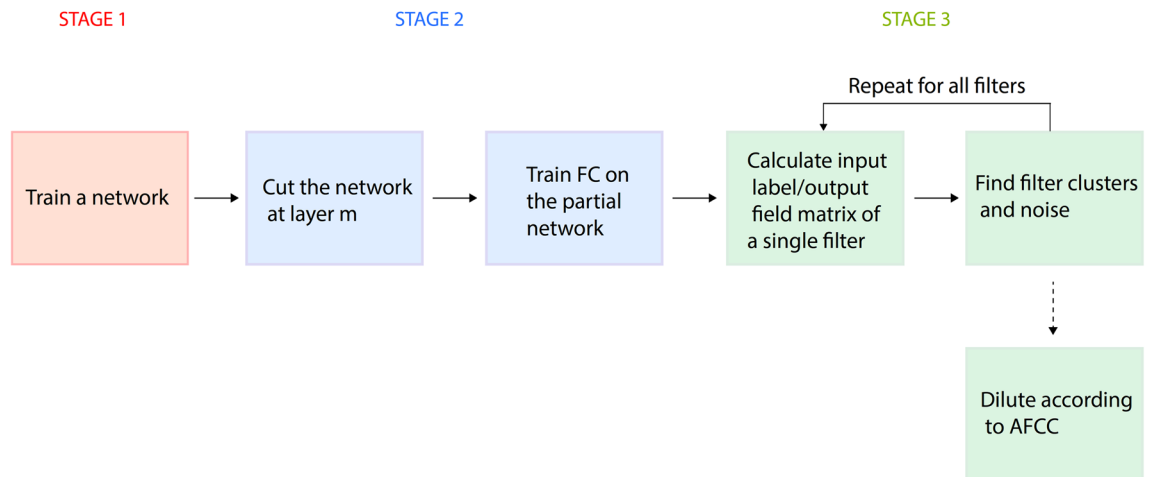 STAGE 1
STAGE 2
STAGE 3
Repeat for all filters
Train a network
Cut the network
at layer m
Train FC on
the partial
network
Calculate input
label/output
field matrix of
a single filter
Find filter clusters
and noise
Dilute according
to AFCC